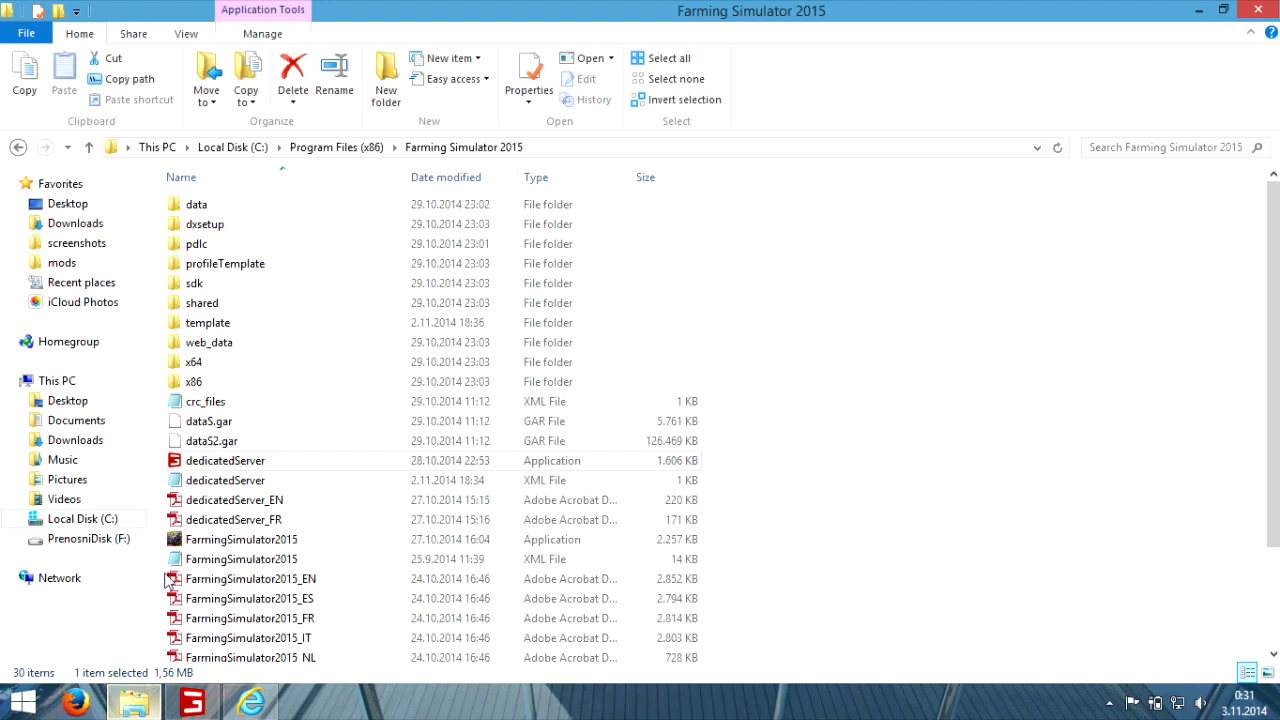 Application Tools
Farming Simulator 2015
File Home Share View Manage
Copy
Paste
Cut
Copy path
Paste shortcut
Clipboard
Move to
Copy to
Delete
Rename
Organize
New folder
New item
Easy access
New
Properties
Open
Edit
History
Open
Select all
Select none
Invert selection
Select
This PC Local Disk (C:) Program Files (x86) Farming Simulator 2015
Search Farming Simulator 2015
Favorites
Desktop
Downloads
screenshots
mods
Recent places
iCloud Photos
Homegroup
This PC
Desktop
Documents
Downloads
Music
Pictures
Videos
Local Disk (C:)
PrenosniDisk (F:)
Network
Name Date modified Type Size
data 29.10.2014 23:02 File folder
dxsetup 29.10.2014 23:03 File folder
pdlc 29.10.2014 23:01 File folder
profileTemplate 29.10.2014 23:03 File folder
sdk 29.10.2014 23:03 File folder
shared 29.10.2014 23:03 File folder
template 2.11.2014 18:36 File folder
web_data 29.10.2014 23:03 File folder
x64 29.10.2014 23:03 File folder
x86 29.10.2014 23:03 File folder
crc_files 29.10.2014 11:12 XML File 1 KB
dataS.gar 29.10.2014 11:12 GAR File 5.761 KB
dataS2.gar 29.10.2014 11:12 GAR File 126.469 KB
dedicatedServer 28.10.2014 22:53 Application 1.606 KB
dedicatedServer 2.11.2014 18:34 XML File 1 KB
dedicatedServer_EN 27.10.2014 15:15 Adobe Acrobat D... 220 KB
dedicatedServer_FR 27.10.2014 15:16 Adobe Acrobat D... 171 KB
FarmingSimulator2015 27.10.2014 16:04 Application 2.257 KB
FarmingSimulator2015 25.9.2014 11:39 XML File 14 KB
FarmingSimulator2015_EN 24.10.2014 16:46 Adobe Acrobat D... 2.852 KB
FarmingSimulator2015_ES 24.10.2014 16:46 Adobe Acrobat D... 2.794 KB
FarmingSimulator2015_FR 24.10.2014 16:46 Adobe Acrobat D... 2.814 KB
FarmingSimulator2015_IT 24.10.2014 16:46 Adobe Acrobat D... 2.803 KB
FarmingSimulator2015_NL 24.10.2014 16:46 Adobe Acrobat D... 728 KB
30 items 1 item selected 1,56 MB
0:31
3.11.2014